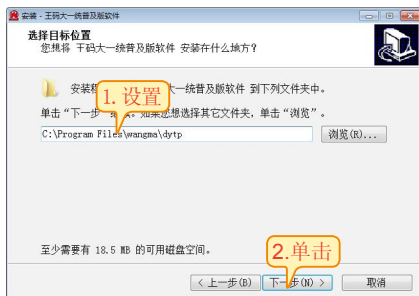 安装 - 王码大一统普及版软件
选择目标位置
您想将 王码大一统普及版软件 安装在什么地方？
安装程 大一统普及版软件 到下列文件夹中。
1. 设置
单击“下一步” 续。如果您想选择其它文件夹，单击“浏览”。
C:\Program Files\wangma\dytp
浏览(R)...
至少需要有 18.5 MB 的可用磁盘空间。
2.单击
< 上一步(B)
下一步(N) >
取消